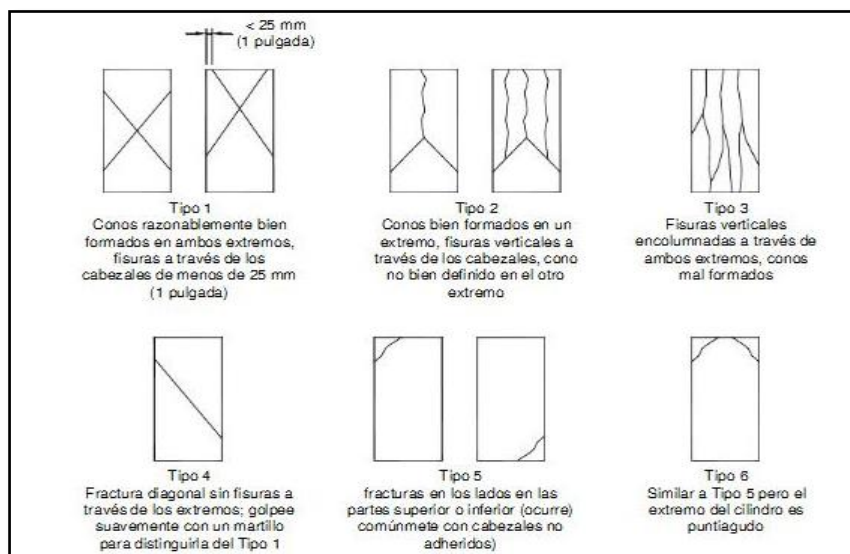 < 25 mm
(1 pulgada)
Tipo 1
Conos razonablemente bien
formados en ambos extremos,
fisuras a través de los
cabezales de menos de 25 mm
(1 pulgada)
Tipo 2
Conos bien formados en un
extremo, fisuras verticales a
través de los cabezales, cono
no bien definido en el otro
extremo
Tipo 3
Fisuras verticales
encolumnadas a través de
ambos extremos, conos
mal formados
Tipo 4
Fractura diagonal sin fisuras a
través de los extremos; golpee
suavemente con un martillo
para distinguirla del Tipo 1
Tipo 5
fracturas en los lados en las
partes superior o inferior (ocurre)
comúnmete con cabezales no
adheridos)
Tipo 6
Similar a Tipo 5 pero el
extremo del cilindro es
puntiagudo